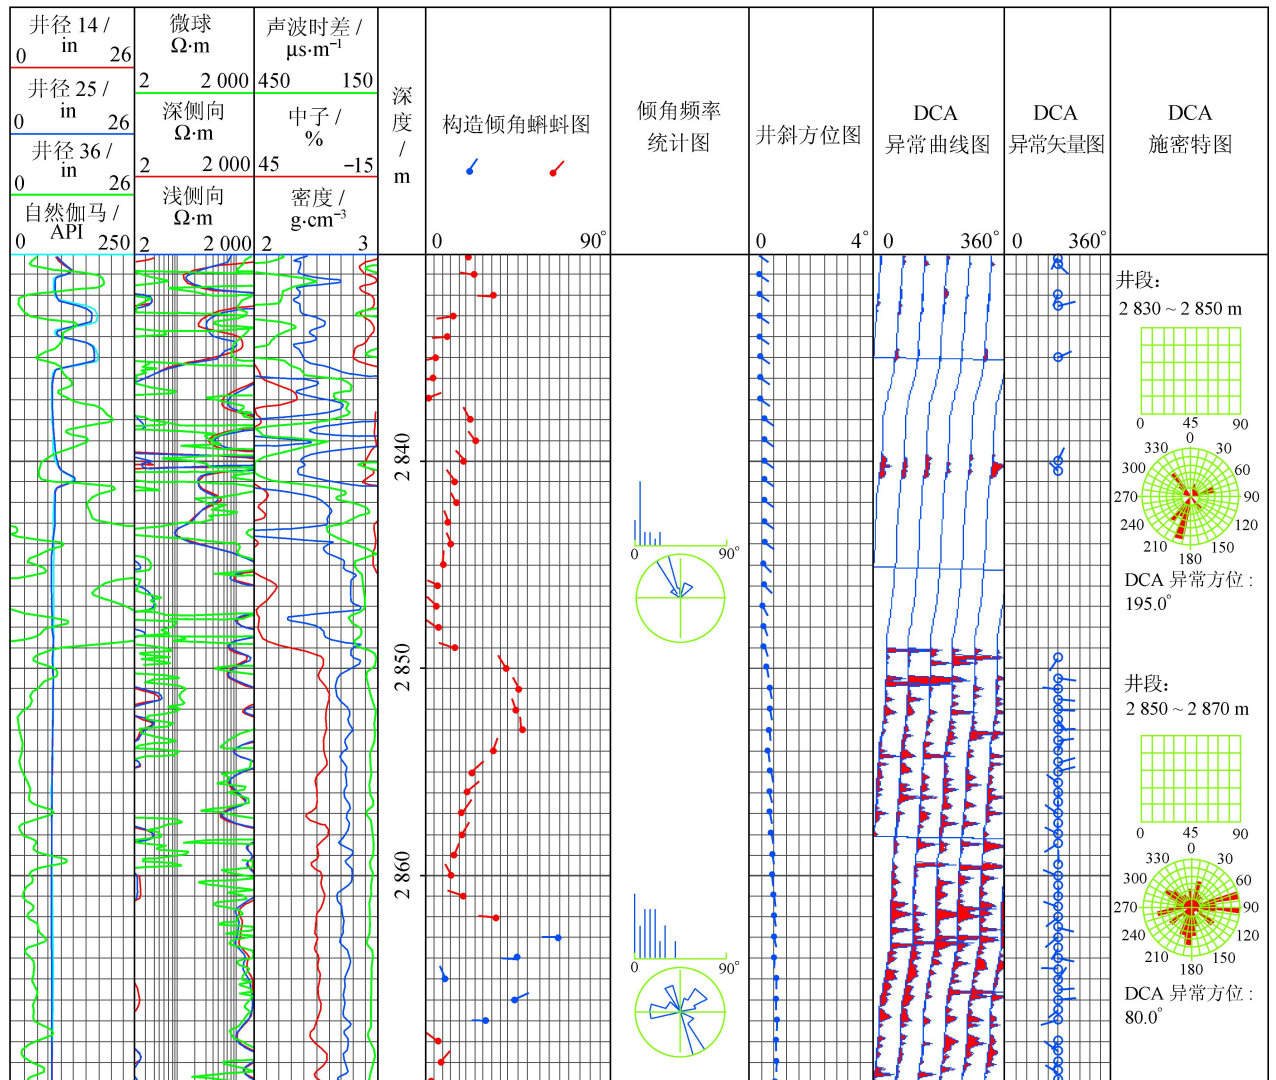 井径 14 /
in
0 26
井径 25 /
in
0 26
井径 36 /
in
0 26
自然伽马 /
API
0 250
微球
Ω·m
2 2 000
深侧向
Ω·m
2 2 000
浅侧向
Ω·m
2 2 000
声波时差 /
μs·m⁻¹
450 150
中子 /
%
45 −15
密度 /
g·cm⁻³
2 3
深
度
/
m
构造倾角蝌蚪图
0 90°
倾角频率
统计图
井斜方位图
0 4°
DCA
异常曲线图
0 360°
DCA
异常矢量图
0 360°
DCA
施密特图
2 840
2 850
2 860
0 90°
0 90°
井段：
2 830 ~ 2 850 m
0 45 90
0
330 30
300 60
270 90
240 120
210 150
180
DCA 异常方位：
195.0°
井段：
2 850 ~ 2 870 m
0 45 90
0
330 30
300 60
270 90
240 120
210 150
180
DCA 异常方位：
80.0°